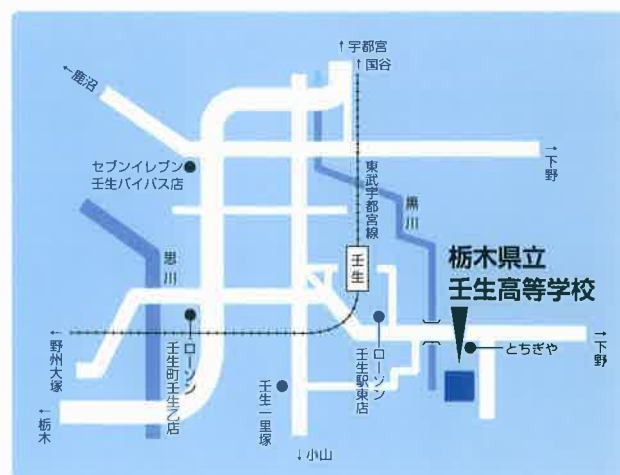 ↑宇都宮
↑国谷
←鹿沼
セブンイレブン
壬生バイパス店
→下野
東武宇都宮線
黒川
思川
壬生
栃木県立
壬生高等学校
←野州大塚
ローソン
壬生町壬生乙店
ローソン
壬生駅東店
とちぎや
→下野
壬生一里塚
←栃木
↓小山